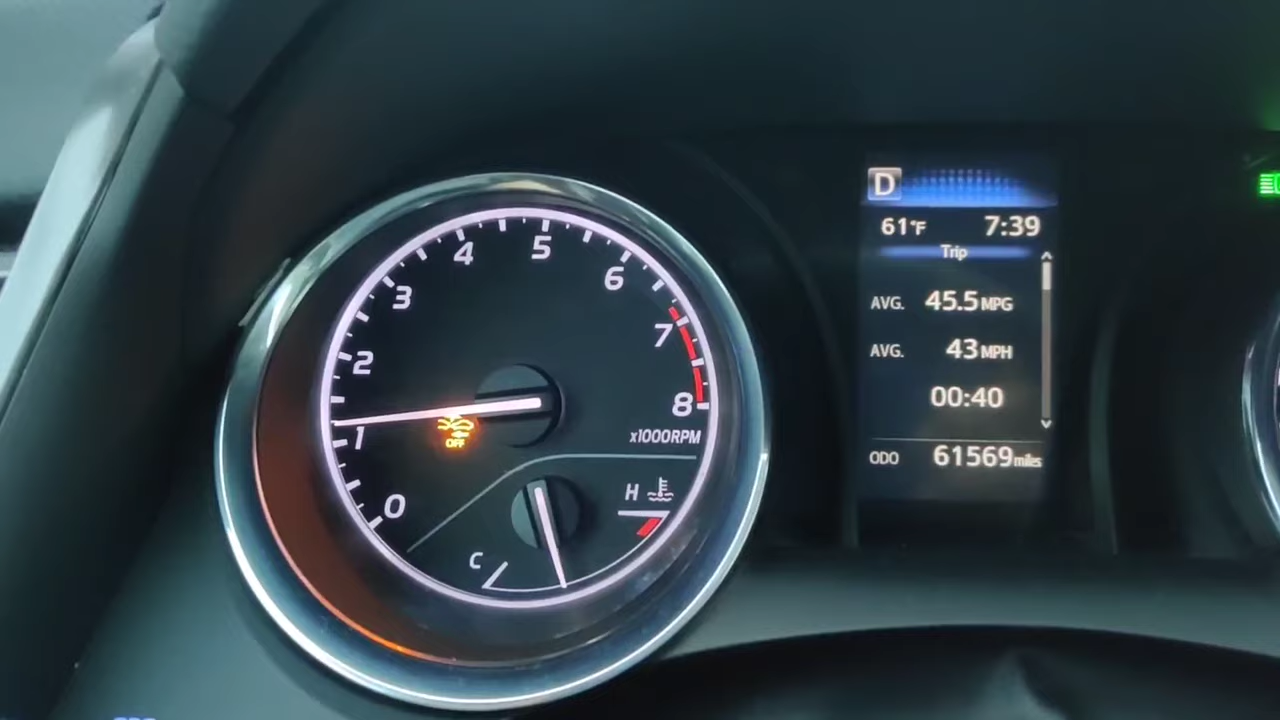 0
1
2
3
4
5
6
7
8
x1000RPM
OFF
H
C
D
61°F 7:39
Trip
AVG. 45.5 MPG
AVG. 43 MPH
00:40
ODO 61569 miles